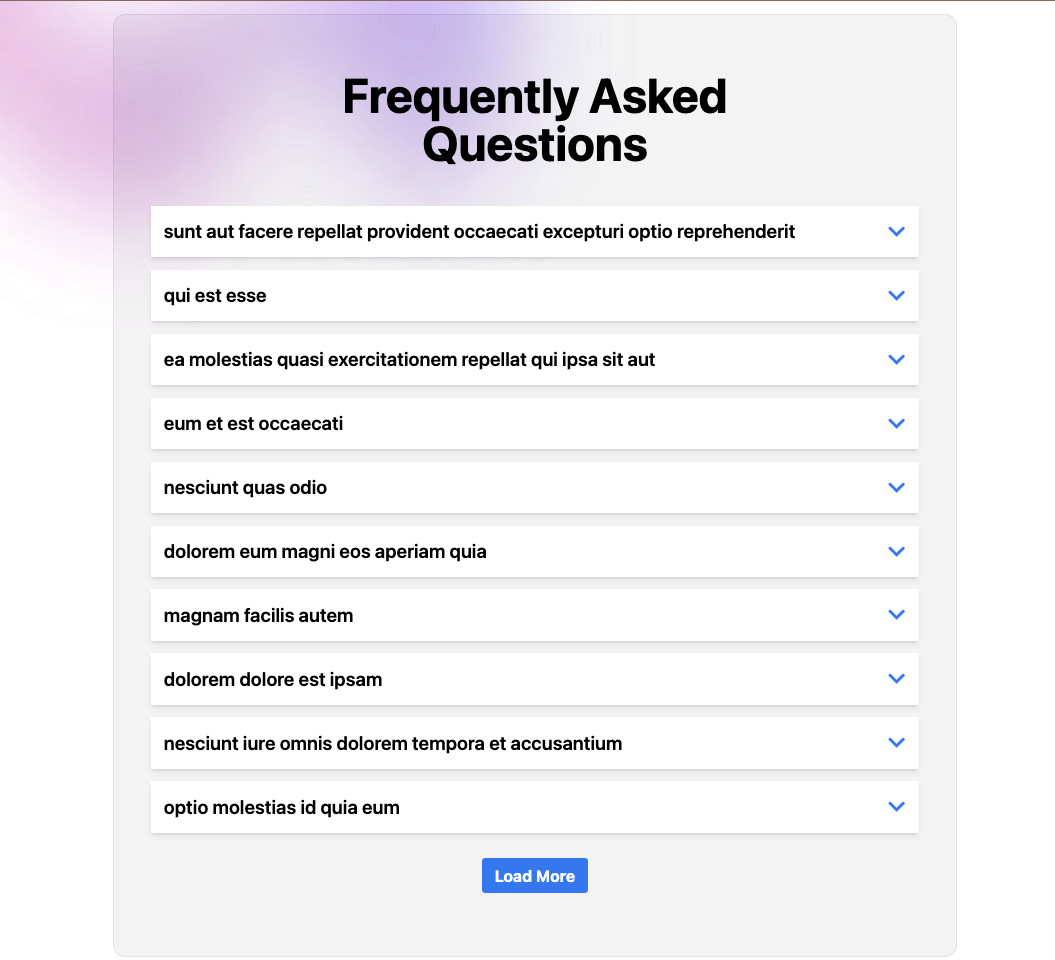 Frequently Asked
Questions
sunt aut facere repellat provident occaecati excepturi optio reprehenderit
qui est esse
ea molestias quasi exercitationem repellat qui ipsa sit aut
eum et est occaecati
nesciunt quas odio
dolorem eum magni eos aperiam quia
magnam facilis autem
dolorem dolore est ipsam
nesciunt iure omnis dolorem tempora et accusantium
optio molestias id quia eum
Load More